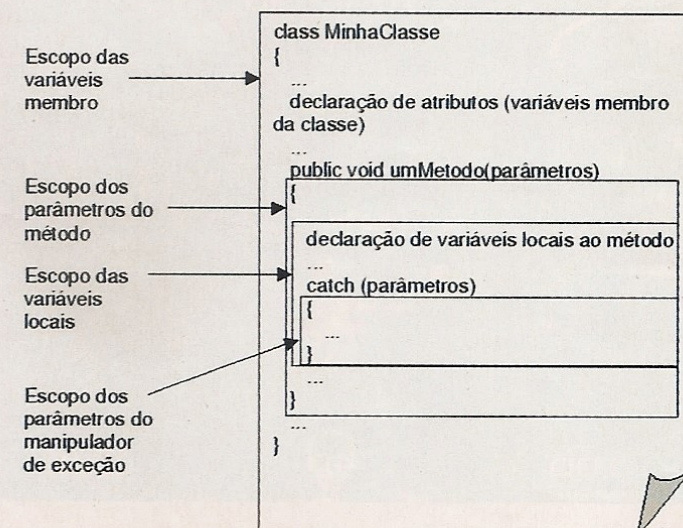 class MinhaClasse
{
Escopo das
variáveis
membro
...
declaração de atributos (variáveis membro
da classe)
...
public void umMetodo(parâmetros)
Escopo dos
parâmetros do
método
{
declaração de variáveis locais ao método
...
Escopo das
variáveis
locais
catch (parâmetros)
{
...
}
...
Escopo dos
parâmetros do
manipulador
de exceção
}
...
}